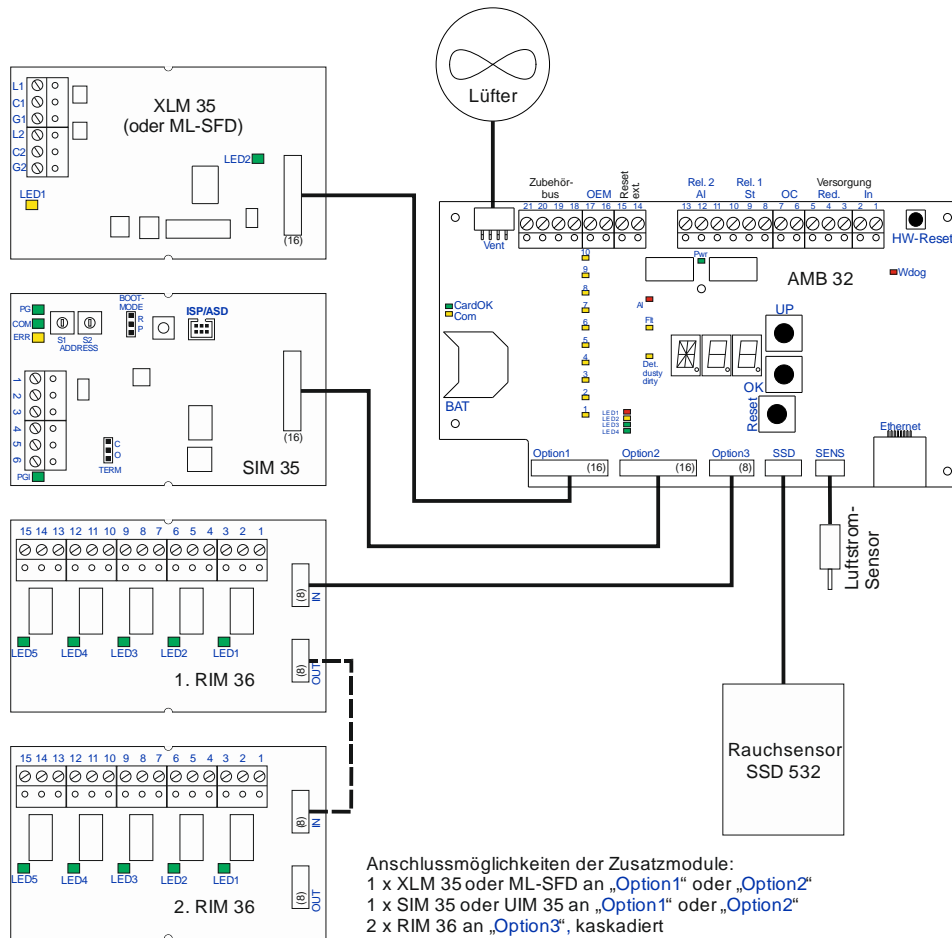 Lüfter
XLM 35
(oder ML-SFD)
L1
C1
G1
L2
C2
G2
LED1
LED2
(16)
Zubehör-
bus
OEM
Reset
ext.
Rel. 2
Al
Rel. 1
St
OC
Versorgung
Red.
In
21 20 19 18 17 16 15 14
13 12 11 10 9 8 7 6 5 4 3 2 1
Vent
HW-Reset
Pwr
AMB 32
Wdog
CardOK
Com
10
9
8
7
6
5
4
3
2
1
Al
Flt
Det.
dusty
dirty
UP
OK
Reset
BAT
LED1
LED2
LED3
LED4
Ethernet
Option1
(16)
Option2
(16)
Option3
(8)
SSD
SENS
PG
COM
ERR
S1
S2
ADDRESS
BOOT-
MODE
R
P
ISP/ASD
1
2
3
4
5
6
PGI
C
O
TERM
(16)
SIM 35
Luftstrom-
Sensor
15 14 13 12 11 10 9 8 7 6 5 4 3 2 1
(8)
IN
LED5
LED4
LED3
LED2
LED1
1. RIM 36
(8)
OUT
15 14 13 12 11 10 9 8 7 6 5 4 3 2 1
(8)
IN
LED5
LED4
LED3
LED2
LED1
2. RIM 36
(8)
OUT
Rauchsensor
SSD 532
Anschlussmöglichkeiten der Zusatzmodule:
1 x XLM 35 oder ML-SFD an „Option1“ oder „Option2“
1 x SIM 35 oder UIM 35 an „Option1“ oder „Option2“
2 x RIM 36 an „Option3“, kaskadiert